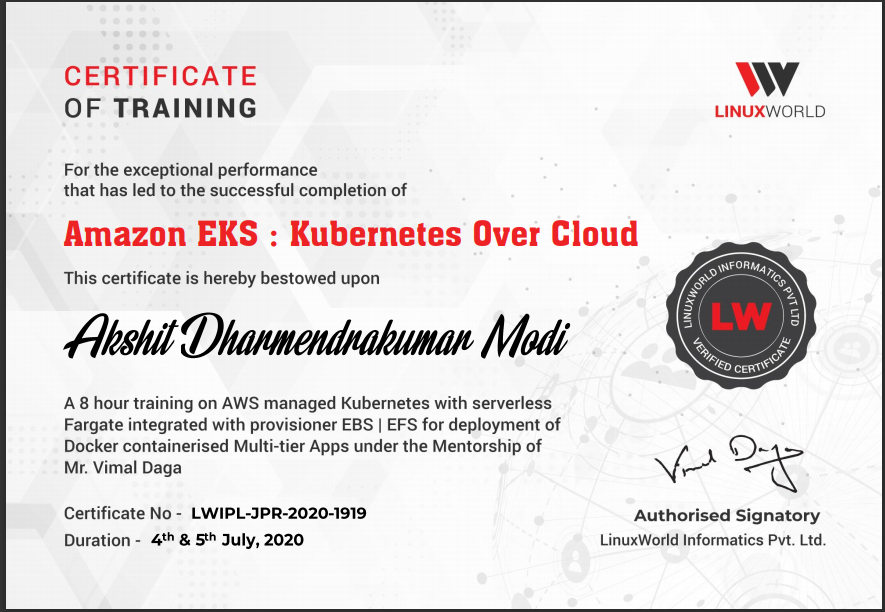 CERTIFICATE
OF TRAINING
LINUXWORLD
For the exceptional performance
that has led to the successful completion of
Amazon EKS : Kubernetes Over Cloud
This certificate is hereby bestowed upon
Akshit Dharmendrakumar Modi
LINUXWORLD INFORMATICS PVT LTD
LW
VERIFIED CERTIFICATE
A 8 hour training on AWS managed Kubernetes with serverless
Fargate integrated with provisioner EBS | EFS for deployment of
Docker containerised Multi-tier Apps under the Mentorship of
Mr. Vimal Daga
Vimal Daga
Certificate No - LWIPL-JPR-2020-1919
Duration - 4th & 5th July, 2020
Authorised Signatory
LinuxWorld Informatics Pvt. Ltd.